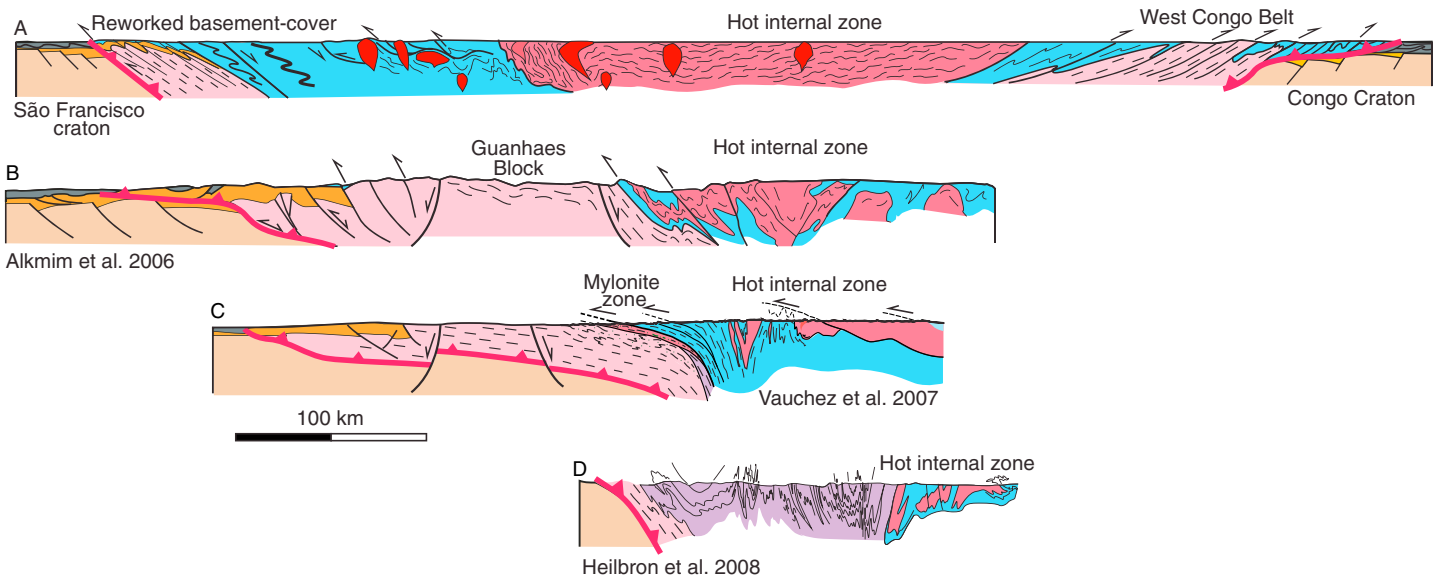 A
Reworked basement-cover
Hot internal zone
West Congo Belt
São Francisco
craton
Congo Craton
B
Guanhaes
Block
Hot internal zone
Alkmim et al. 2006
C
Mylonite
zone
Hot internal zone
Vauchez et al. 2007
100 km
D
Hot internal zone
Heilbron et al. 2008